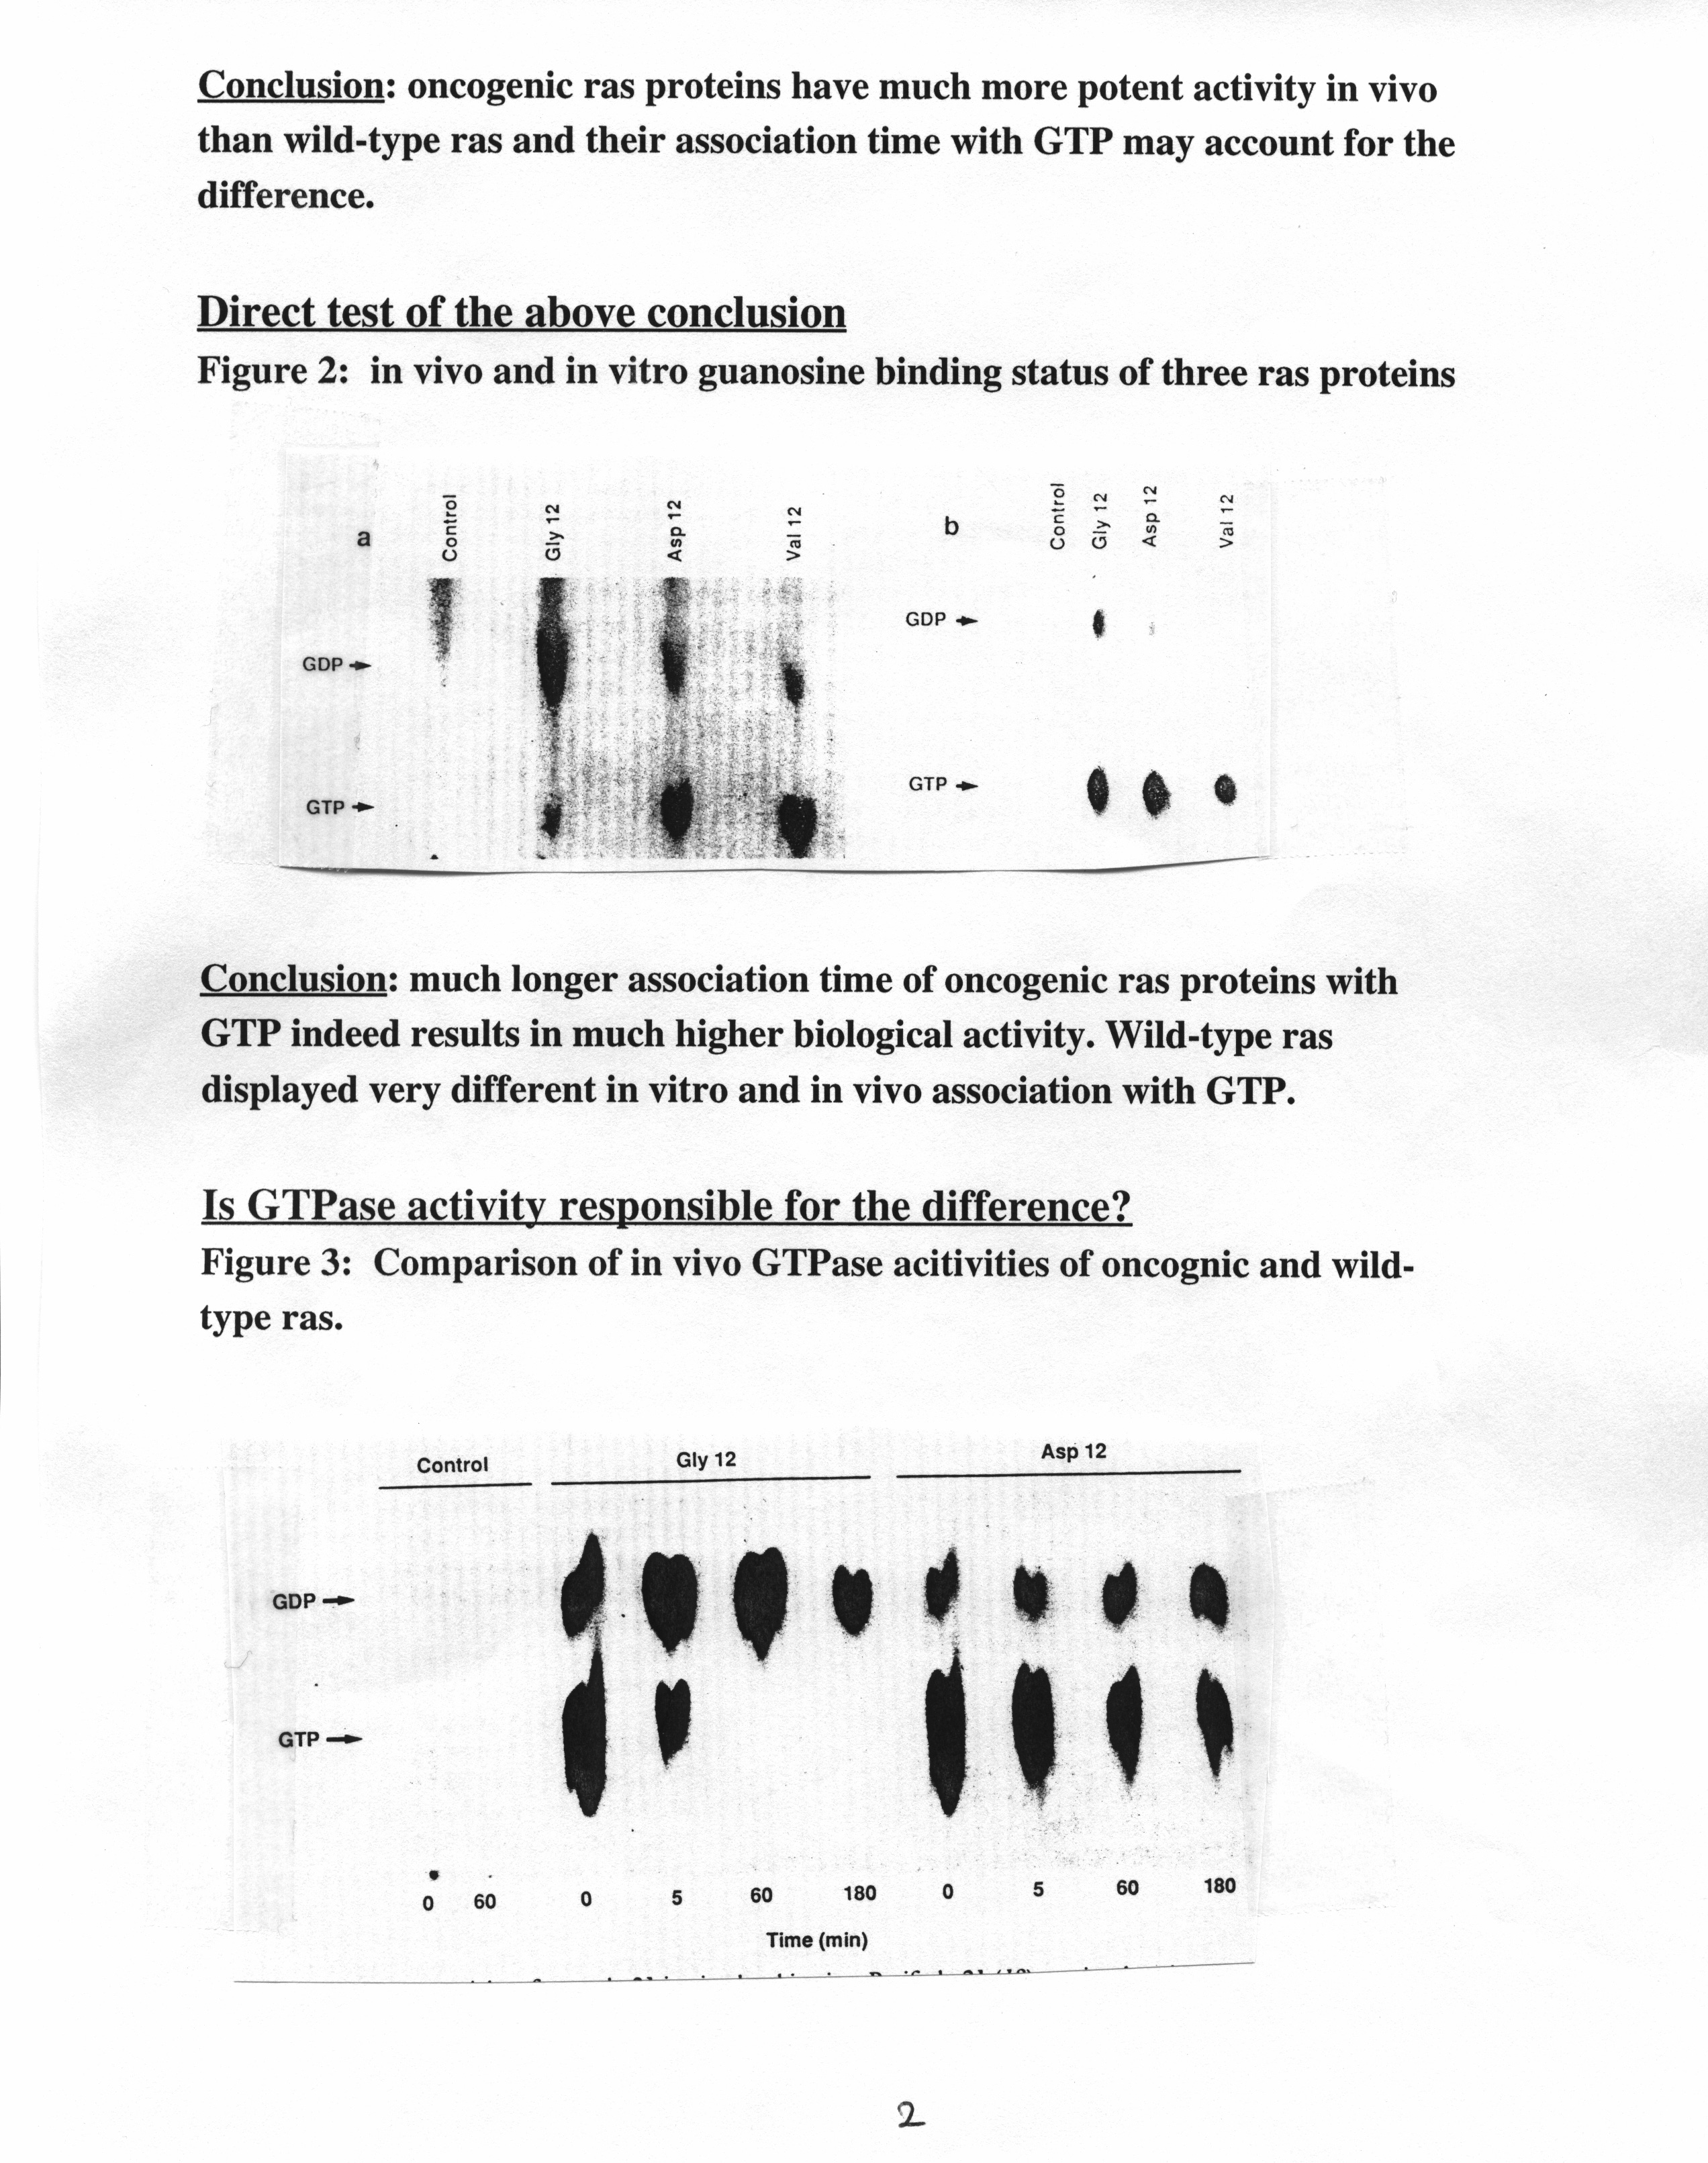 Conclusion: oncogenic ras proteins have much more potent activity in vivo
than wild-type ras and their association time with GTP may account for the
difference.
Direct test of the above conclusion
Figure 2: in vivo and in vitro guanosine binding status of three ras proteins
a
Control
Gly 12
Asp 12
Val 12
GDP
GTP
b
Control
Gly 12
Asp 12
Val 12
GDP
GTP
Conclusion: much longer association time of oncogenic ras proteins with
GTP indeed results in much higher biological activity. Wild-type ras
displayed very different in vitro and in vivo association with GTP.
Is GTPase activity responsible for the difference?
Figure 3: Comparison of in vivo GTPase acitivities of oncognic and wild-
type ras.
Control Gly 12 Asp 12
GDP
GTP
0 60 0 5 60 180 0 5 60 180
Time (min)
2